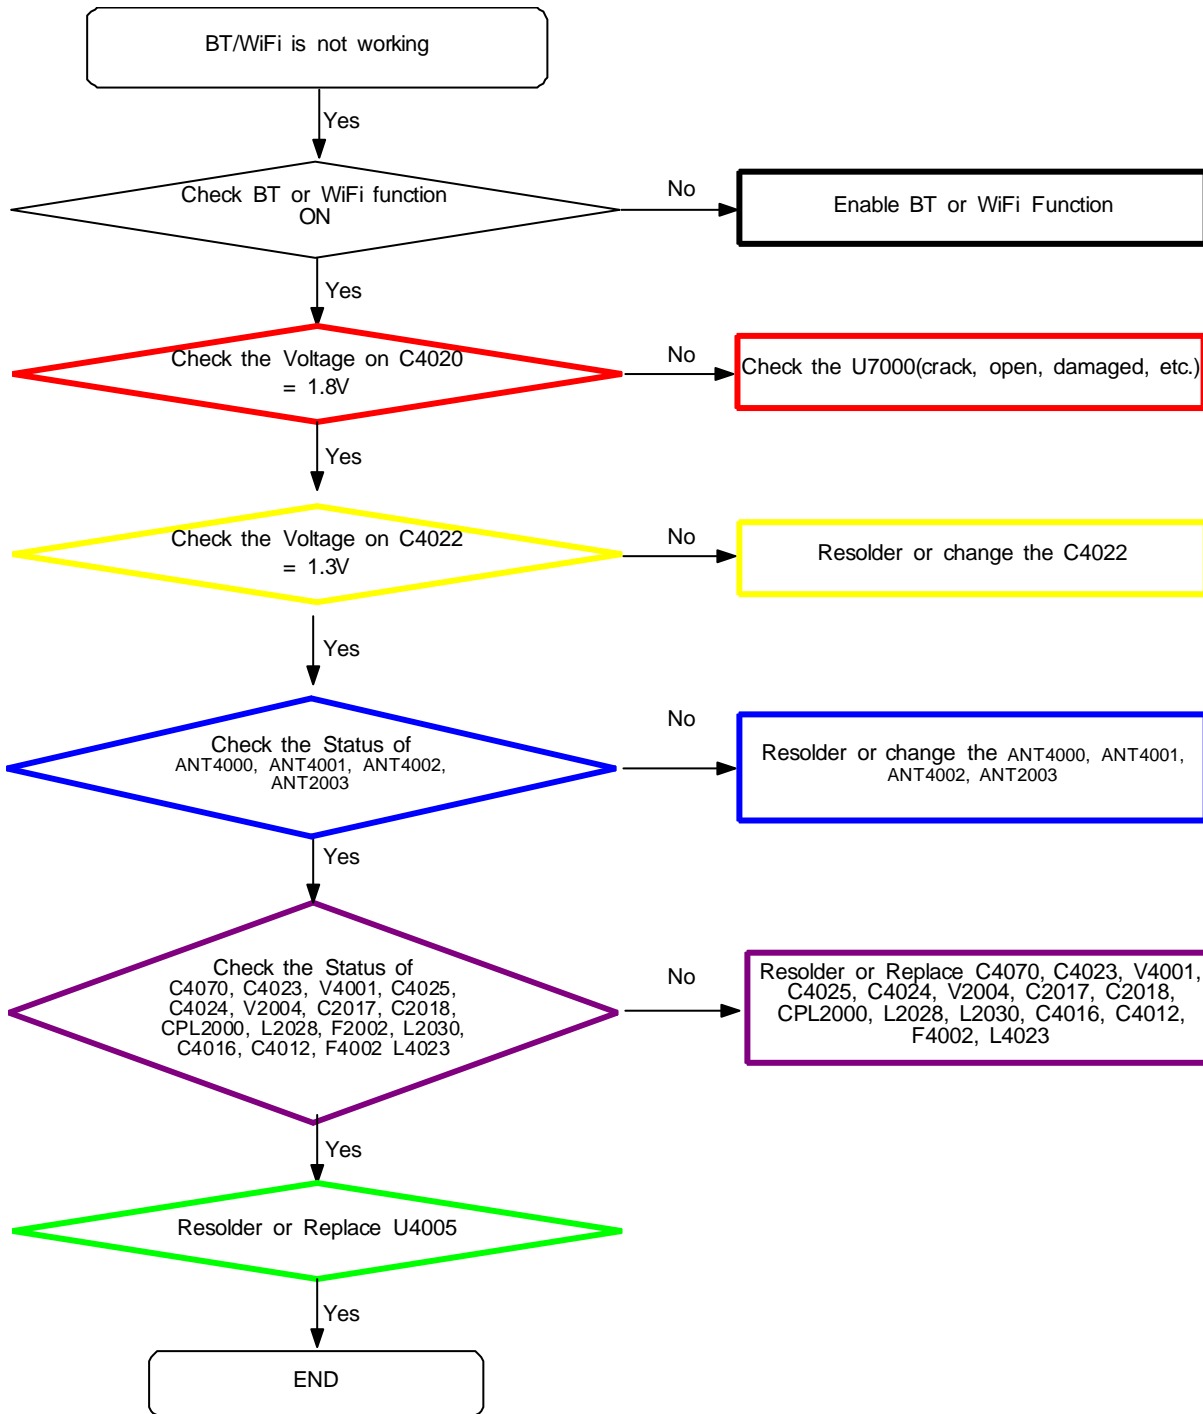 BT/WiFi is not working
Yes
Check BT or WiFi function
ON
No
Enable BT or WiFi Function
Yes
Check the Voltage on C4020
= 1.8V
No
Check the U7000(crack, open, damaged, etc.)
Yes
Check the Voltage on C4022
= 1.3V
No
Resolder or change the C4022
Yes
Check the Status of
ANT4000, ANT4001, ANT4002,
ANT2003
No
Resolder or change the ANT4000, ANT4001,
ANT4002, ANT2003
Yes
Check the Status of
C4070, C4023, V4001, C4025,
C4024, V2004, C2017, C2018,
CPL2000, L2028, F2002, L2030,
C4016, C4012, F4002 L4023
No
Resolder or Replace C4070, C4023, V4001,
C4025, C4024, V2004, C2017, C2018,
CPL2000, L2028, L2030, C4016, C4012,
F4002, L4023
Yes
Resolder or Replace U4005
Yes
END